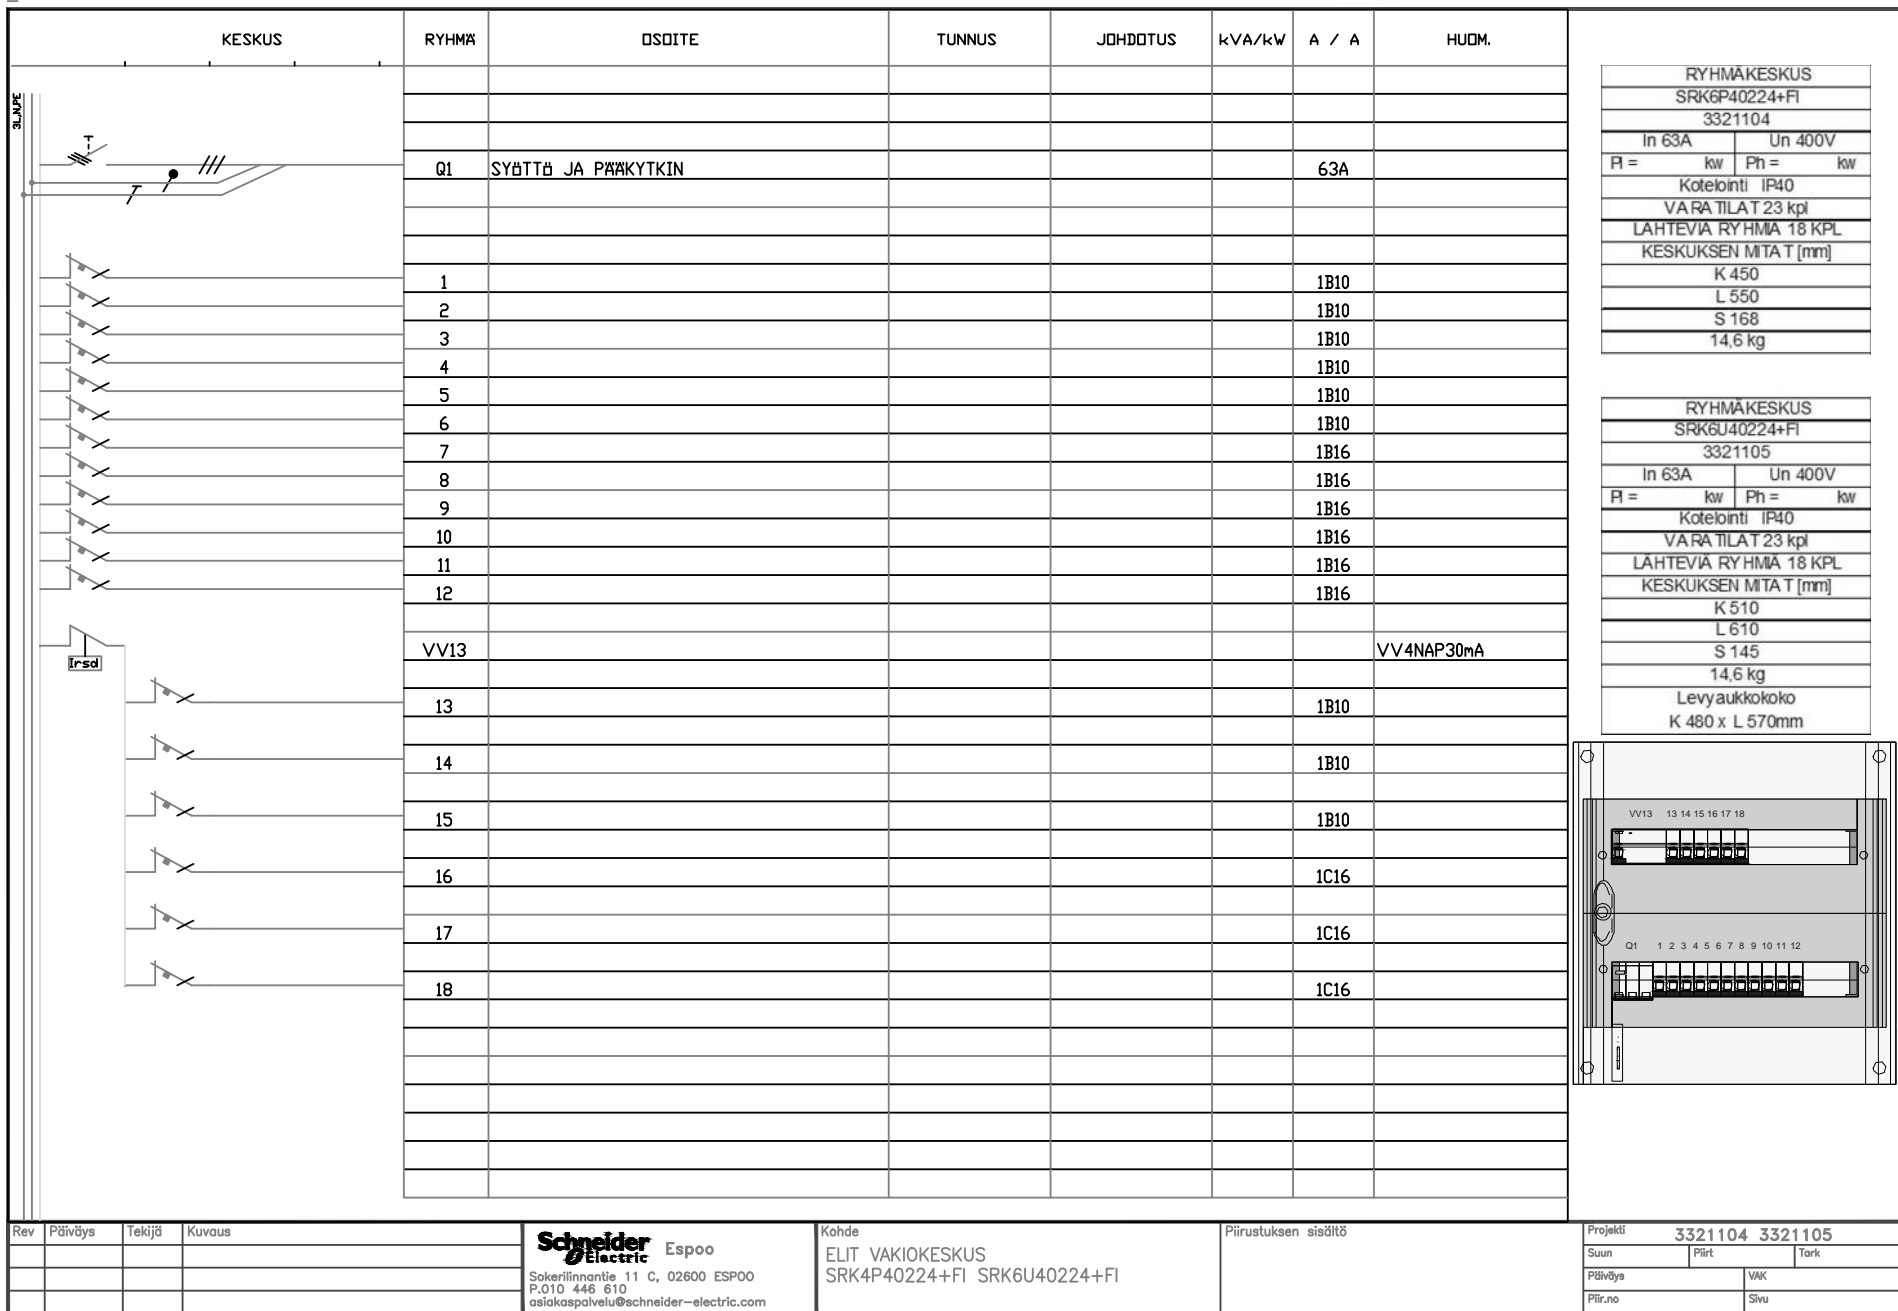 KESKUS RYHMÄ OSOITE TUNNUS JOHDOTUS kVA/kW A / A HUOM.
3L,N,PE
Q1 SYÖTTÖ JA PÄÄKYTKIN 63A
1 1B10
2 1B10
3 1B10
4 1B10
5 1B10
6 1B10
7 1B16
8 1B16
9 1B16
10 1B16
11 1B16
12 1B16
Irsd
VV13 VV4NAP30mA
13 1B10
14 1B10
15 1B10
16 1C16
17 1C16
18 1C16
RYHMÄKESKUS
SRK6P40224+FI
3321104
In 63A Un 400V
PI = kw Ph = kw
Kotelointi IP40
VARATILAT 23 kpl
LÄHTEVIÄ RYHMIÄ 18 KPL
KESKUKSEN MITAT [mm]
K 450
L 550
S 168
14,6 kg
RYHMÄKESKUS
SRK6U40224+FI
3321105
In 63A Un 400V
PI = kw Ph = kw
Kotelointi IP40
VARATILAT 23 kpl
LÄHTEVIÄ RYHMIÄ 18 KPL
KESKUKSEN MITAT [mm]
K 510
L 610
S 145
14,6 kg
Levyaukkokoko
K 480 x L 570mm
VV13 13 14 15 16 17 18
Q1 1 2 3 4 5 6 7 8 9 10 11 12
Rev Päiväys Tekijä Kuvaus
Schneider Electric Espoo
Sokerilinnantie 11 C, 02600 ESPOO
P.010 446 610
asiakaspalvelu@schneider-electric.com
Kohde
ELIT VAKIOKESKUS
SRK4P40224+FI SRK6U40224+FI
Piirustuksen sisältö
Projekti 3321104 3321105
Suun Piirt Tark
Päiväys VAK
Piir.no Sivu